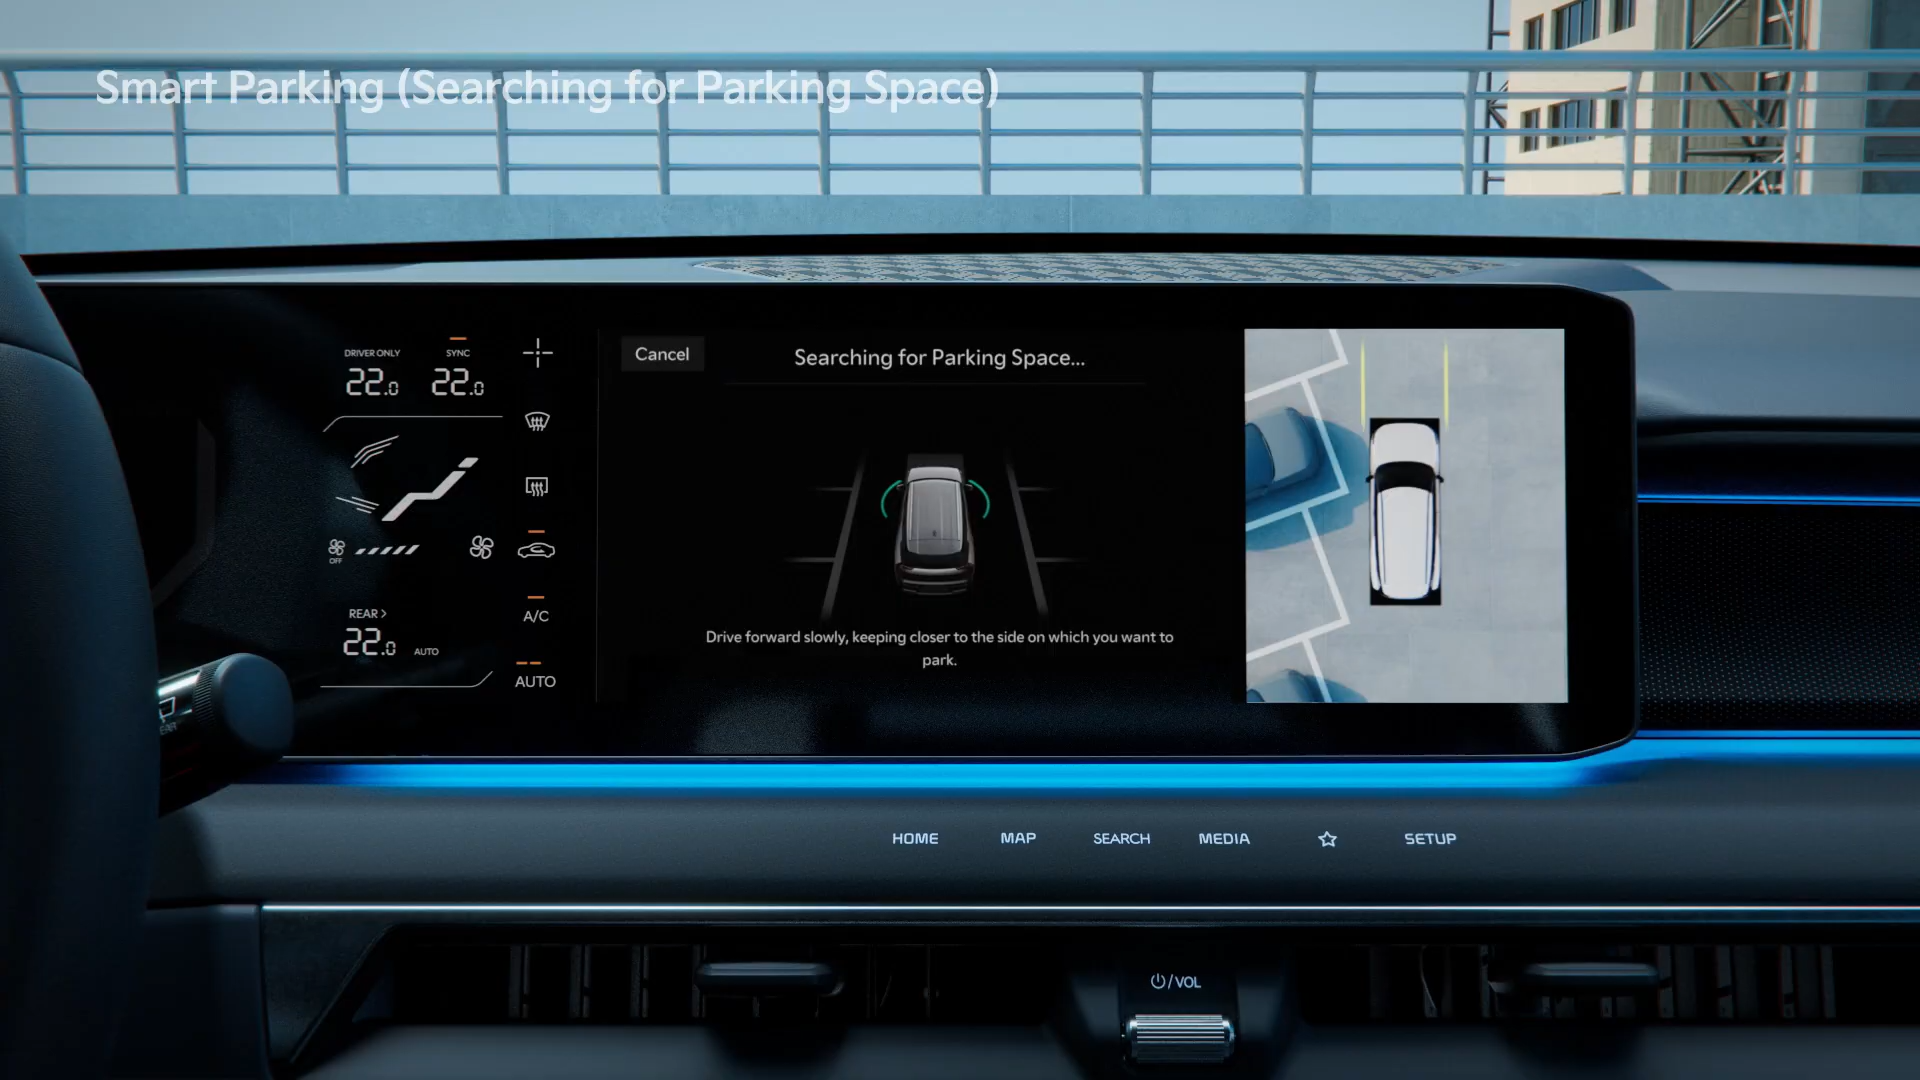 Smart Parking (Searching for Parking Space)
DRIVER ONLY
SYNC
22.0
22.0
OFF
REAR >
22.0
AUTO
A/C
AUTO
Cancel
Searching for Parking Space...
Drive forward slowly, keeping closer to the side on which you want to
park.
HOME
MAP
SEARCH
MEDIA
SETUP
/VOL